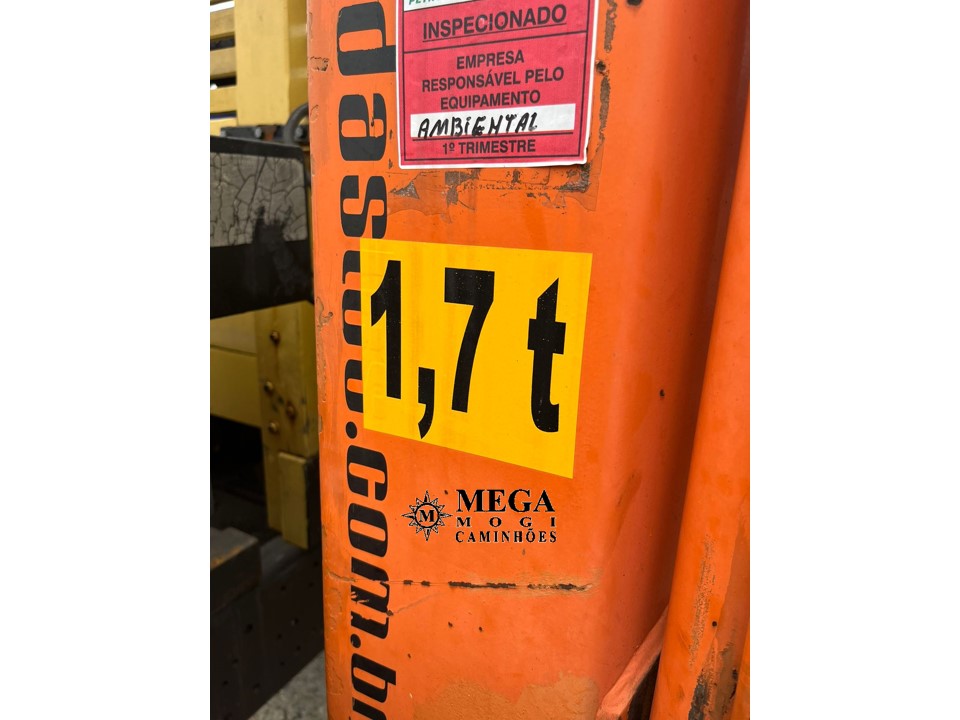 INSPECIONADO
EMPRESA
RESPONSÁVEL PELO
EQUIPAMENTO
AMBIENTAL
1º TRIMESTRE
1,7 t
M
MEGA
MOGI
CAMINHÕES